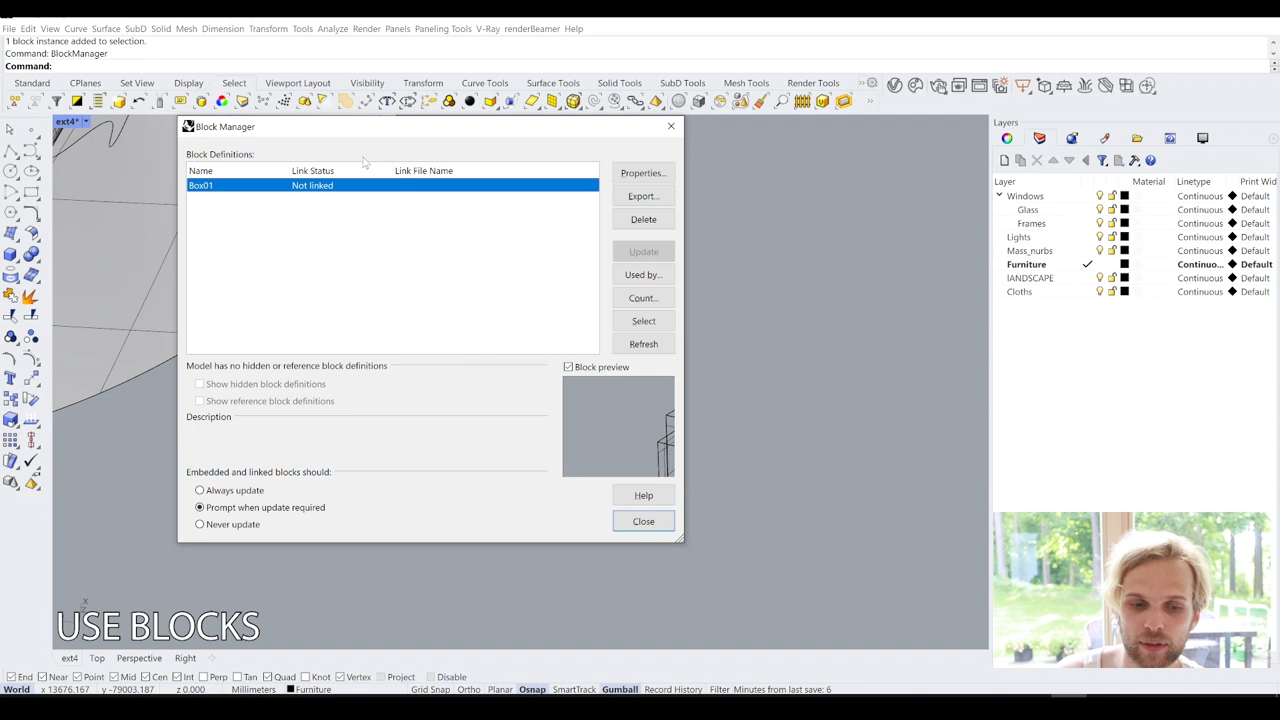 File Edit View Curve Surface SubD Solid Mesh Dimension Transform Tools Analyze Render Panels Paneling Tools V-Ray renderBeamer Help
1 block instance added to selection.
Command: BlockManager
Command:
Standard CPlanes Set View Display Select Viewport Layout Visibility Transform Curve Tools Surface Tools Solid Tools SubD Tools Mesh Tools Render Tools
ext4*
Block Manager
Block Definitions:
Name Link Status Link File Name
Box01 Not linked
Properties...
Export...
Delete
Update
Used by...
Count...
Select
Refresh
Model has no hidden or reference block definitions
Show hidden block definitions
Show reference block definitions
Description
Block preview
Embedded and linked blocks should:
Always update
Prompt when update required
Never update
Help
Close
Layers
Layer Material Linetype Print Wid
Windows Continuous Default
Glass Continuous Default
Frames Continuous Default
Lights Continuous Default
Mass_nurbs Continuous Default
Furniture Continuo... Default
lANDSCAPE Continuous Default
Cloths Continuous Default
x
USE BLOCKS
ext4 Top Perspective Right
End Near Point Mid Cen Int Perp Tan Quad Knot Vertex Project Disable
World x 13676.167 y -79003.187 z 0.000 Millimeters Furniture Grid Snap Ortho Planar Osnap SmartTrack Gumball Record History Filter Minutes from last save: 6